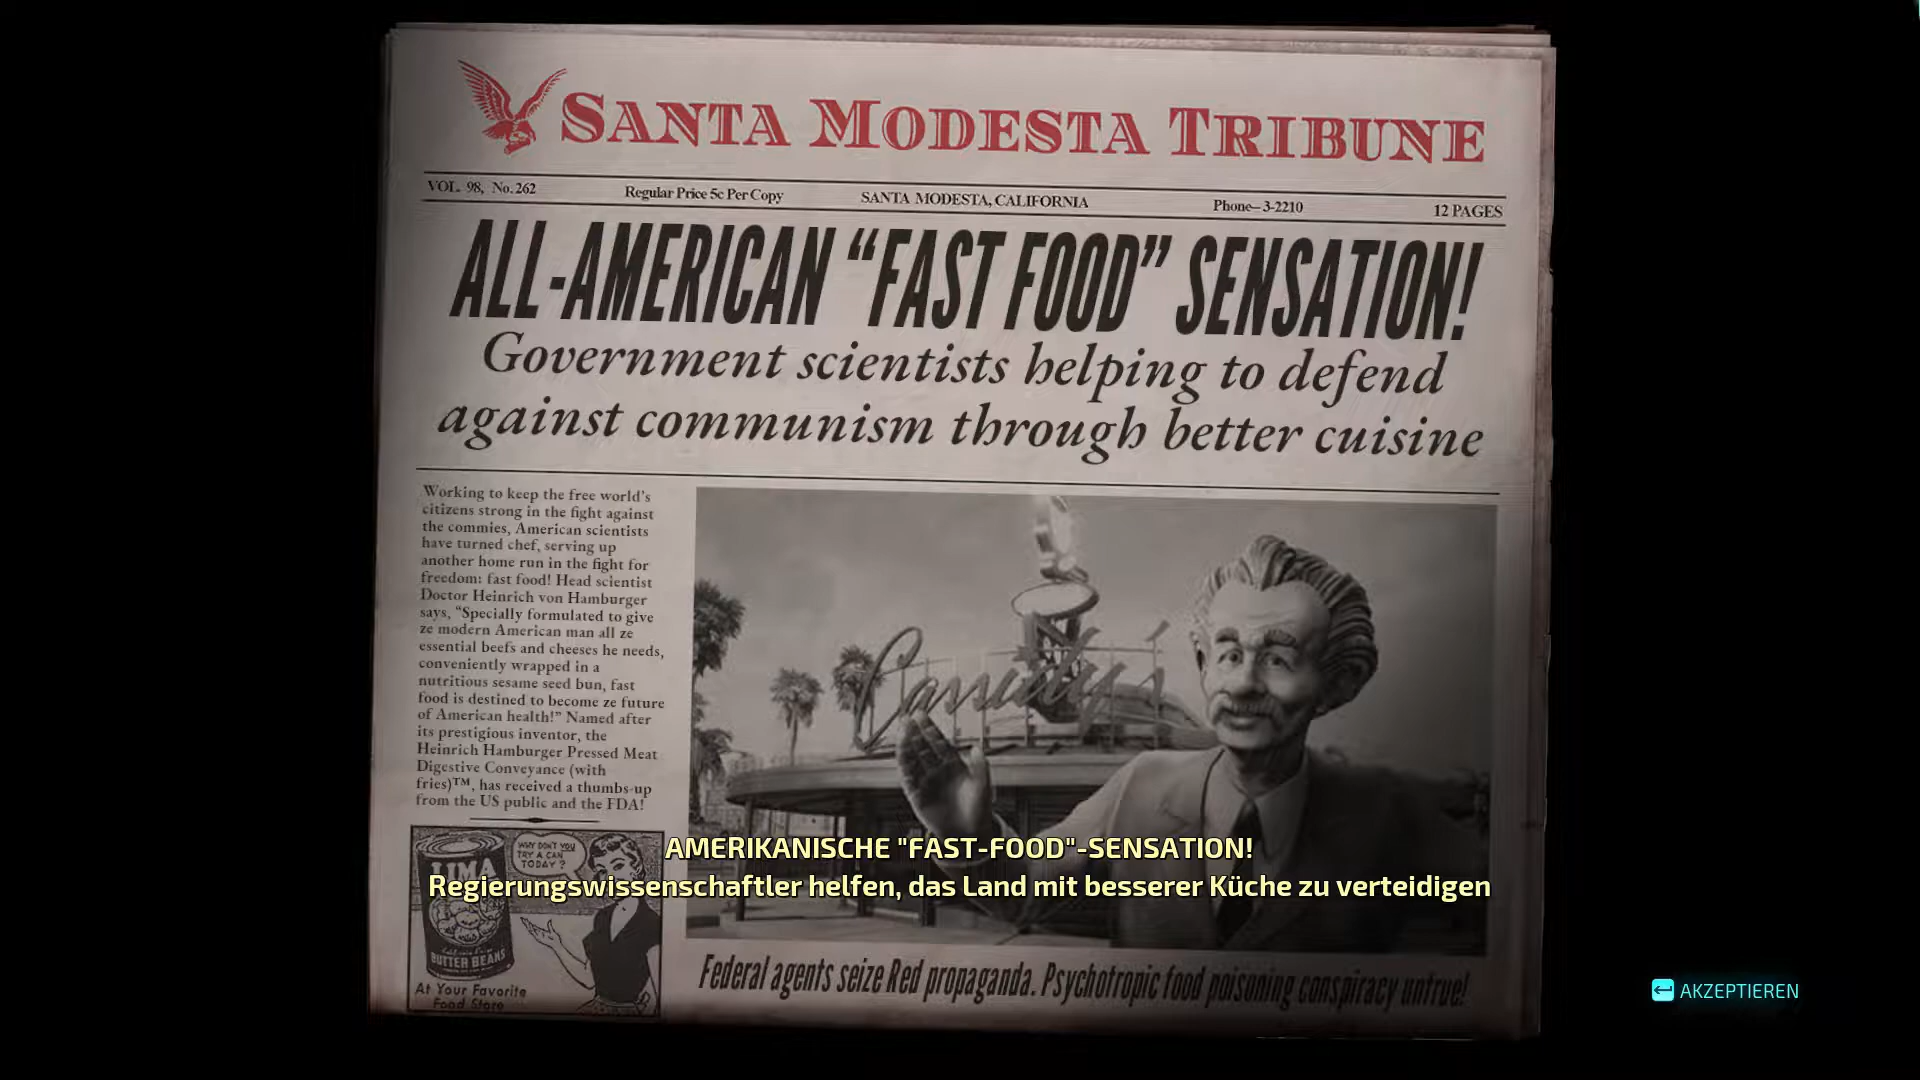 SANTA MODESTA TRIBUNE
VOL. 98, No. 262 Regular Price 5c Per Copy SANTA MODESTA, CALIFORNIA Phone—3-2210 12 PAGES
ALL-AMERICAN “FAST FOOD” SENSATION!
Government scientists helping to defend
against communism through better cuisine
Working to keep the free world's
citizens strong in the fight against
the commies, American scientists
have turned chef, serving up
another home run in the fight for
freedom: fast food! Head scientist
Doctor Heinrich von Hamburger
says, “Specially formulated to give
ze modern American man all ze
essential beefs and cheeses he needs,
conveniently wrapped in a
nutritious sesame seed bun, fast
food is destined to become ze future
of American health!” Named after
its prestigious inventor, the
Heinrich Hamburger Pressed Meat
Digestive Conveyance (with
fries)™, has received a thumbs-up
from the US public and the FDA!
Cassidy's
LIMA
BUTTER BEANS
WHY DON'T YOU
TRY A CAN
TODAY?
At Your Favorite
Food Store
AMERIKANISCHE "FAST-FOOD"-SENSATION!
Regierungswissenschaftler helfen, das Land mit besserer Küche zu verteidigen
Federal agents seize Red propaganda. Psychotropic food poisoning conspiracy untrue!
AKZEPTIEREN